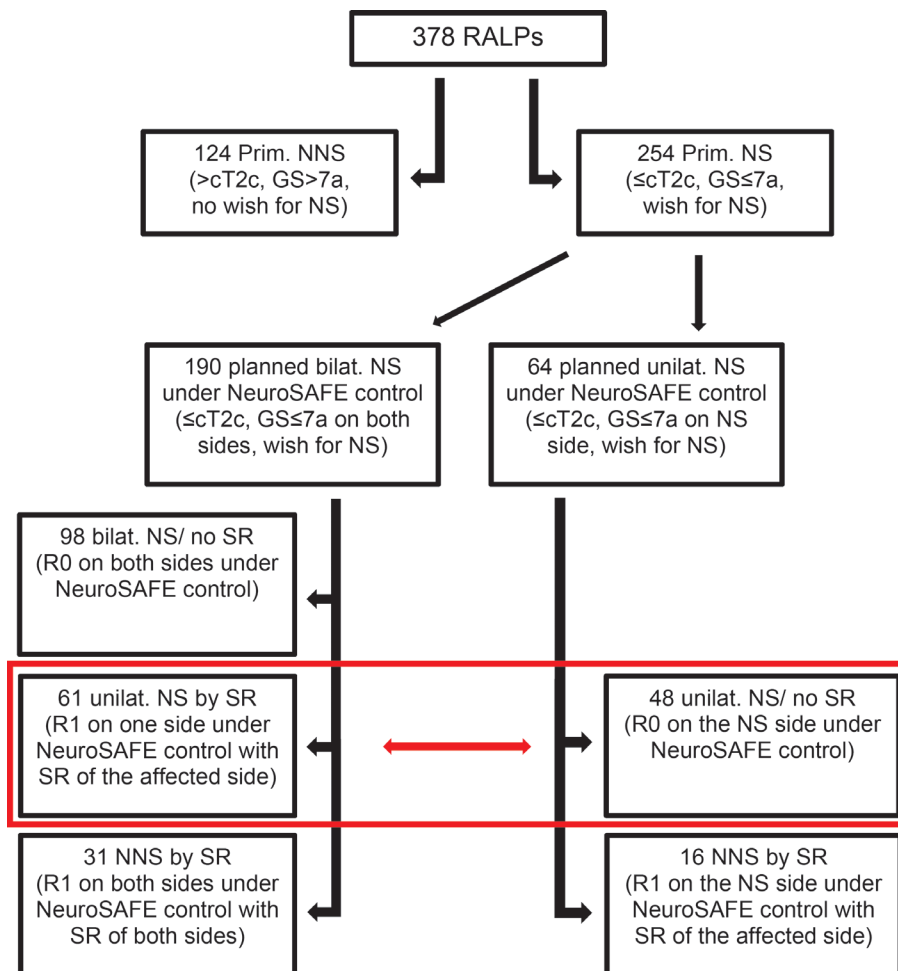 378 RALPs
124 Prim. NNS
(>cT2c, GS>7a,
no wish for NS)
254 Prim. NS
(≤cT2c, GS≤7a,
wish for NS)
190 planned bilat. NS
under NeuroSAFE control
(≤cT2c, GS≤7a on both
sides, wish for NS)
64 planned unilat. NS
under NeuroSAFE control
(≤cT2c, GS≤7a on NS
side, wish for NS)
98 bilat. NS/ no SR
(R0 on both sides under
NeuroSAFE control)
61 unilat. NS by SR
(R1 on one side under
NeuroSAFE control with
SR of the affected side)
48 unilat. NS/ no SR
(R0 on the NS side under
NeuroSAFE control)
31 NNS by SR
(R1 on both sides under
NeuroSAFE control with
SR of both sides)
16 NNS by SR
(R1 on the NS side under
NeuroSAFE control with
SR of the affected side)